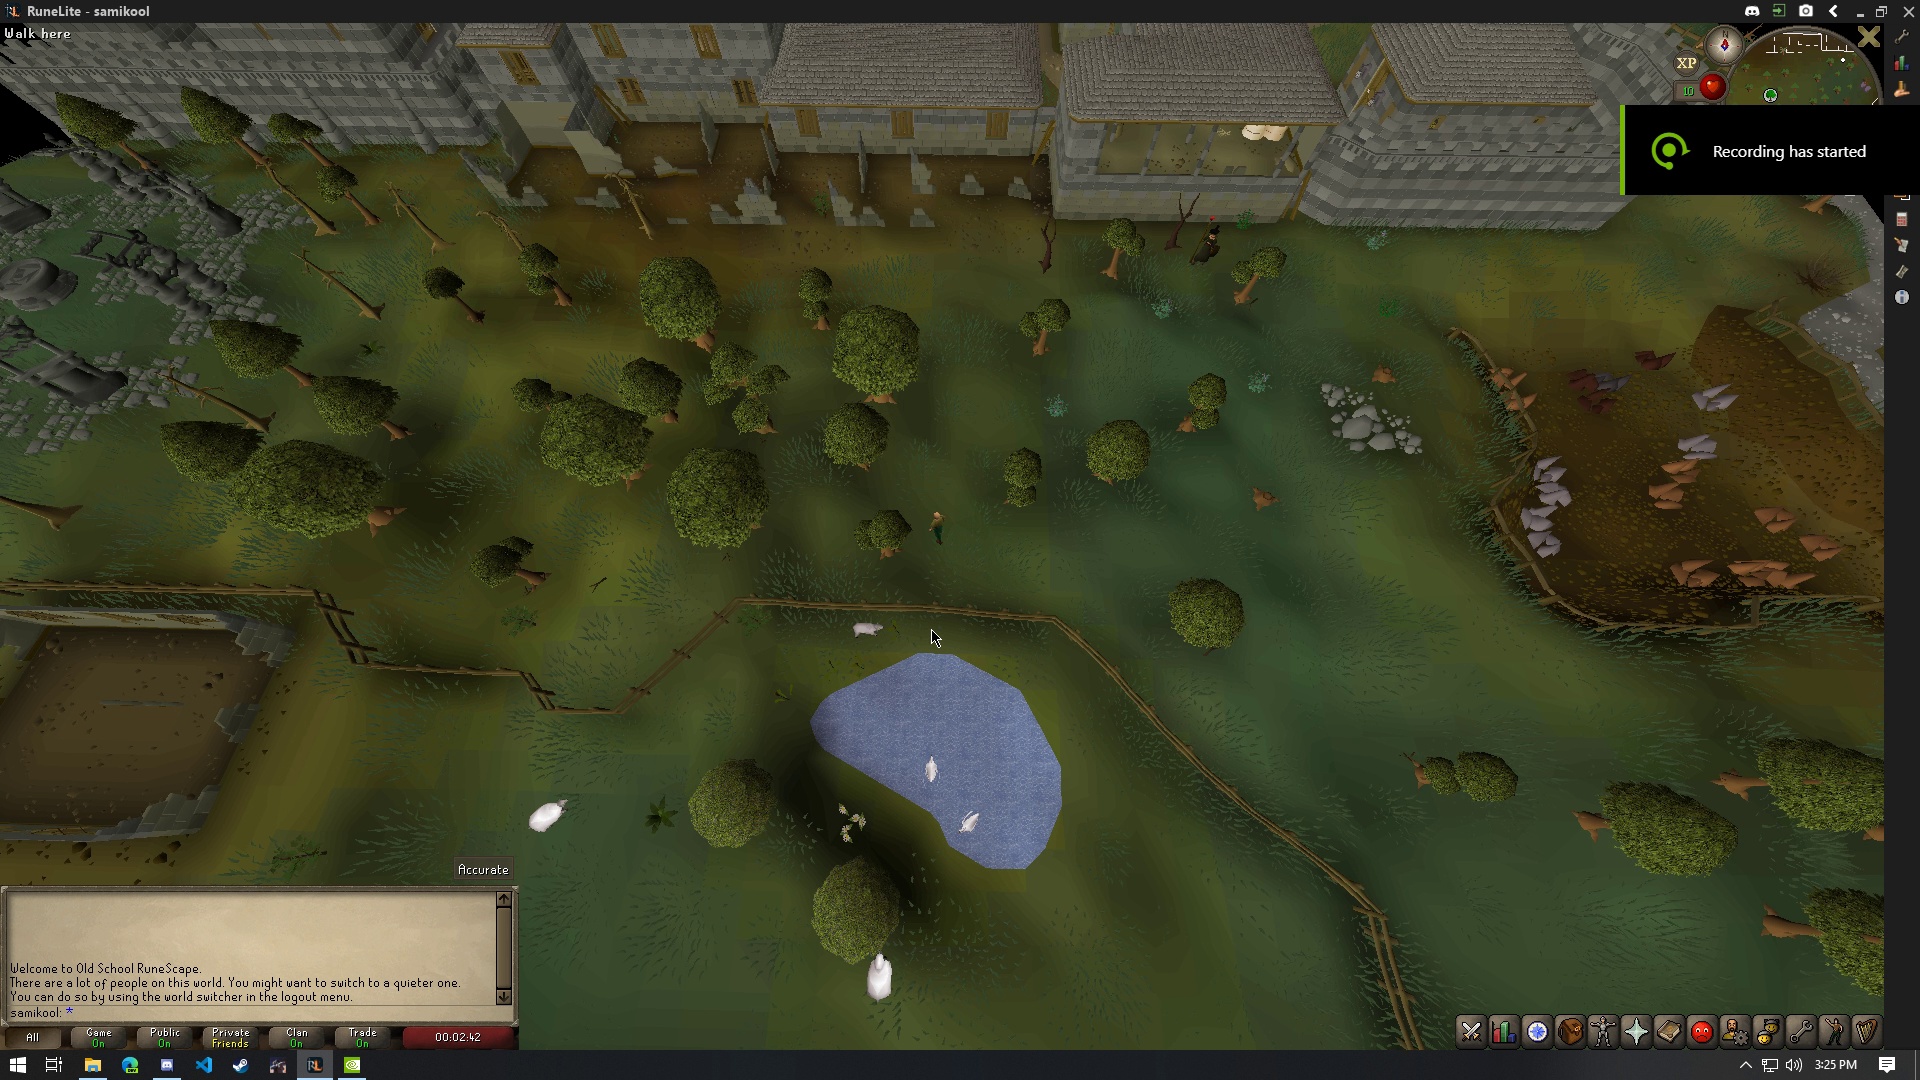 RuneLite - samikool
Walk here
N
XP
10
Recording has started
Accurate
Welcome to Old School RuneScape.
There are a lot of people on this world. You might want to switch to a quieter one.
You can do so by using the world switcher in the logout menu.
samikool: *
All
Game
On
Public
On
Private
Friends
Clan
On
Trade
On
00:02:42
3:25 PM